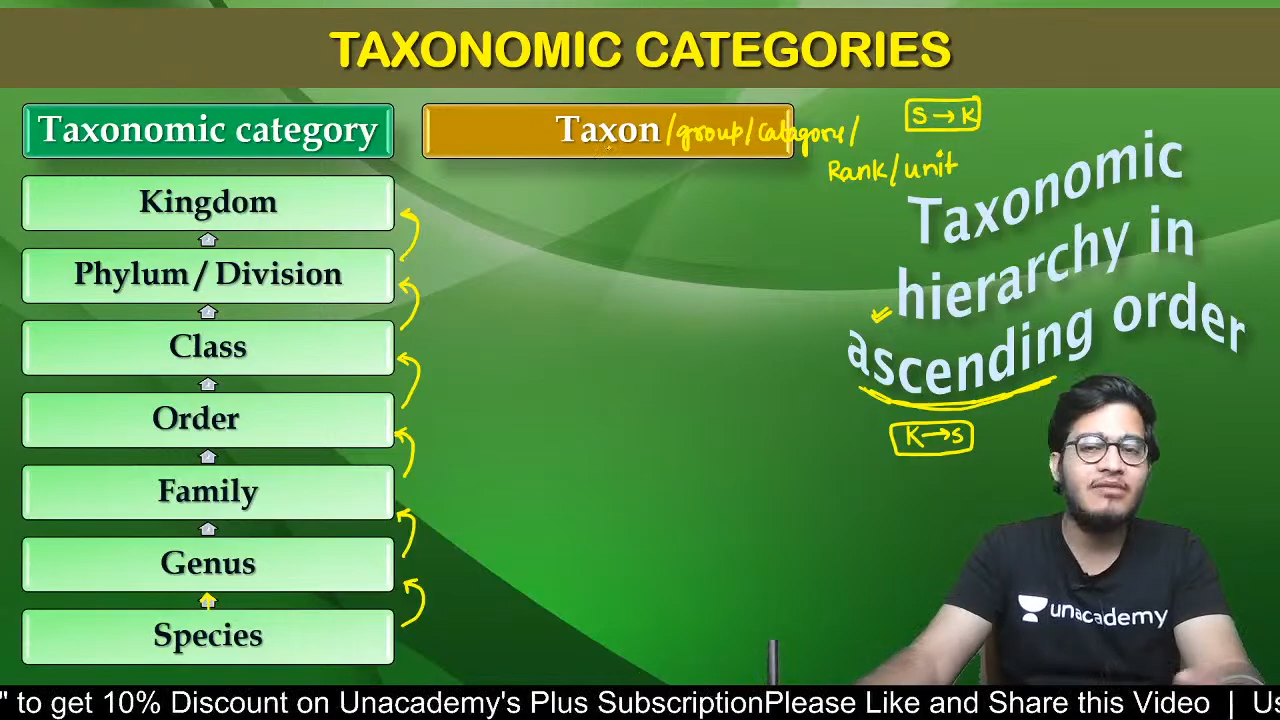 TAXONOMIC CATEGORIES
Taxonomic category
Taxon /group/catagory/
Rank/unit
S → K
Kingdom
Phylum / Division
Class
Order
Family
Genus
Species
Taxonomic
hierarchy in
ascending order
K → S
unacademy
" to get 10% Discount on Unacademy's Plus SubscriptionPlease Like and Share this Video | Us